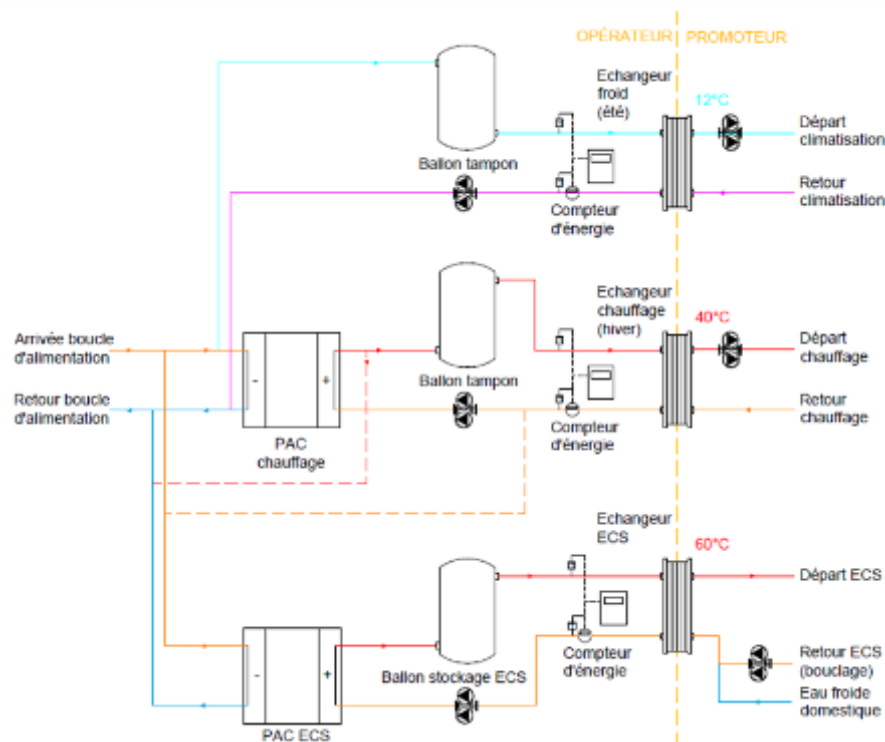 OPÉRATEUR
PROMOTEUR
Echangeur
froid
(été)
12°C
Départ
climatisation
Ballon tampon
Retour
climatisation
Compteur
d'énergie
Echangeur
chauffage
(hiver)
40°C
Arrivée boucle
d'alimentation
-
+
Départ
chauffage
Ballon tampon
Retour boucle
d'alimentation
Retour
chauffage
Compteur
d'énergie
PAC
chauffage
Echangeur
ECS
60°C
Départ ECS
-
+
Ballon stockage ECS
Compteur
d'énergie
Retour ECS
(bouclage)
Eau froide
domestique
PAC ECS